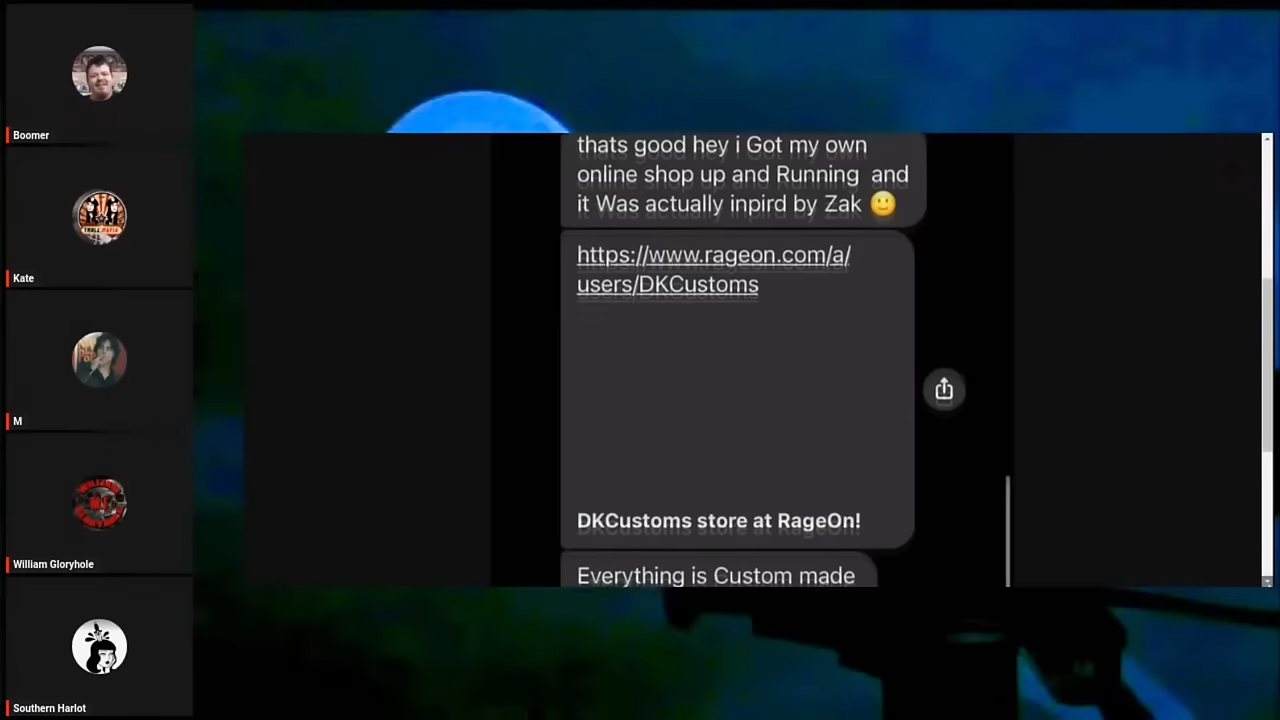 Boomer
TROLL MAFIA
Kate
M
William Gloryhole
Southern Harlot
thats good hey i Got my own
online shop up and Running and
it Was actually inpird by Zak 🙂
https://www.rageon.com/a/
users/DKCustoms
DKCustoms store at RageOn!
Everything is Custom made